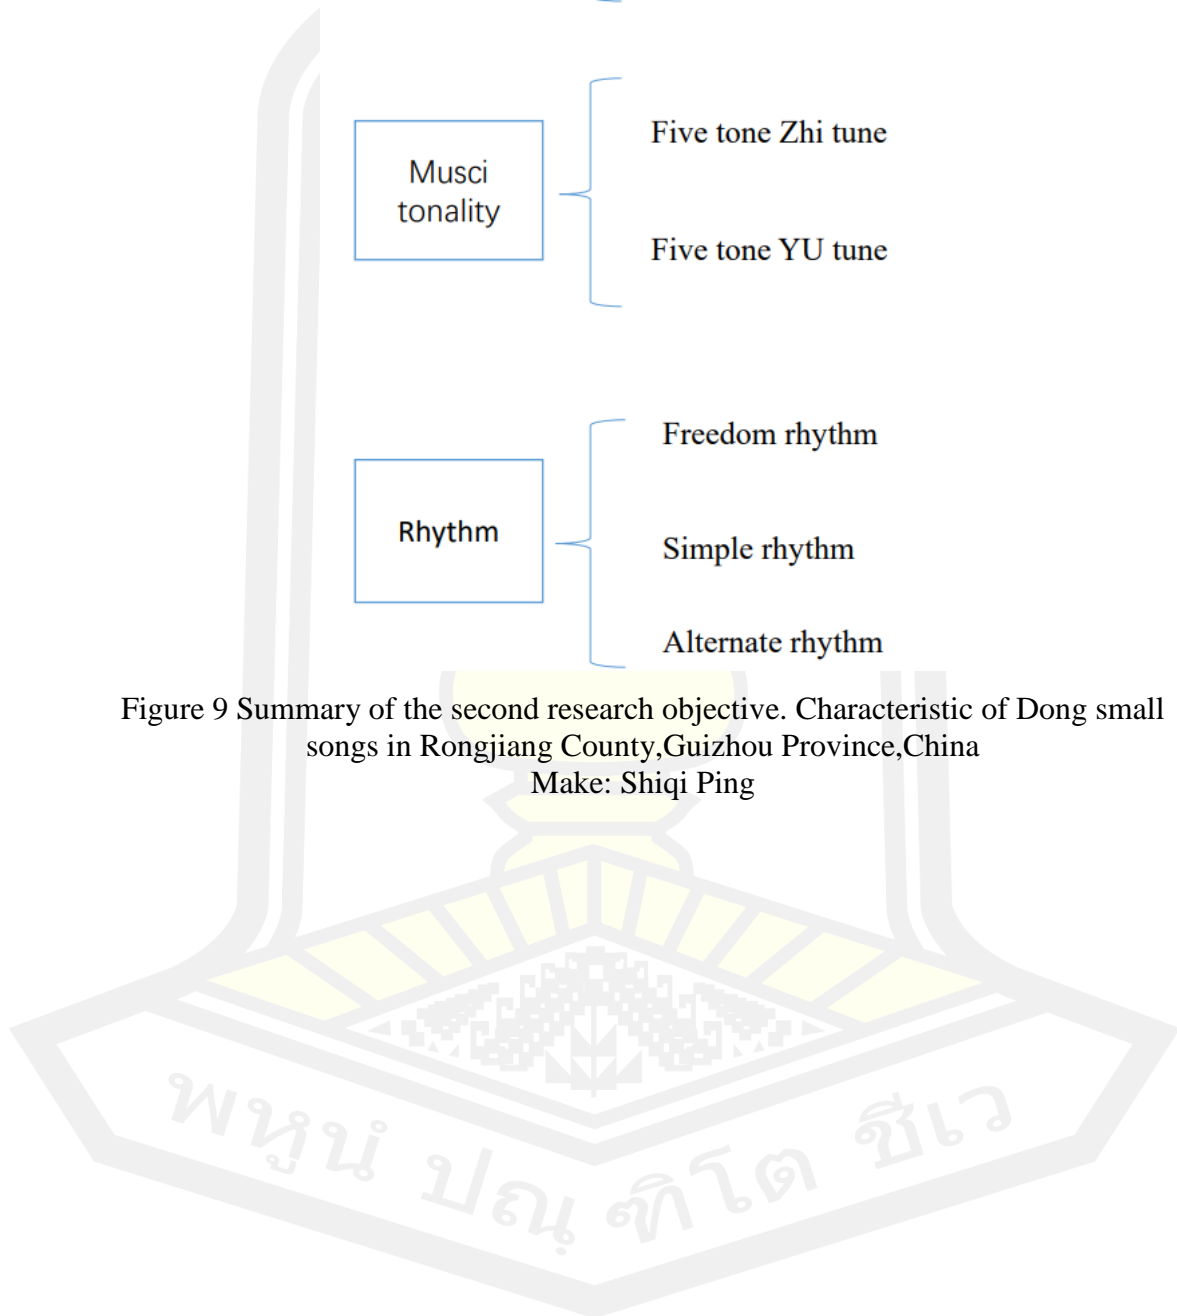 Musci
tonality
Five tone Zhi tune
Five tone YU tune
Rhythm
Freedom rhythm
Simple rhythm
Alternate rhythm
Figure 9 Summary of the second research objective. Characteristic of Dong small
songs in Rongjiang County,Guizhou Province,China
Make: Shiqi Ping
พหูนํ ปณฺฑิโต ชีเว